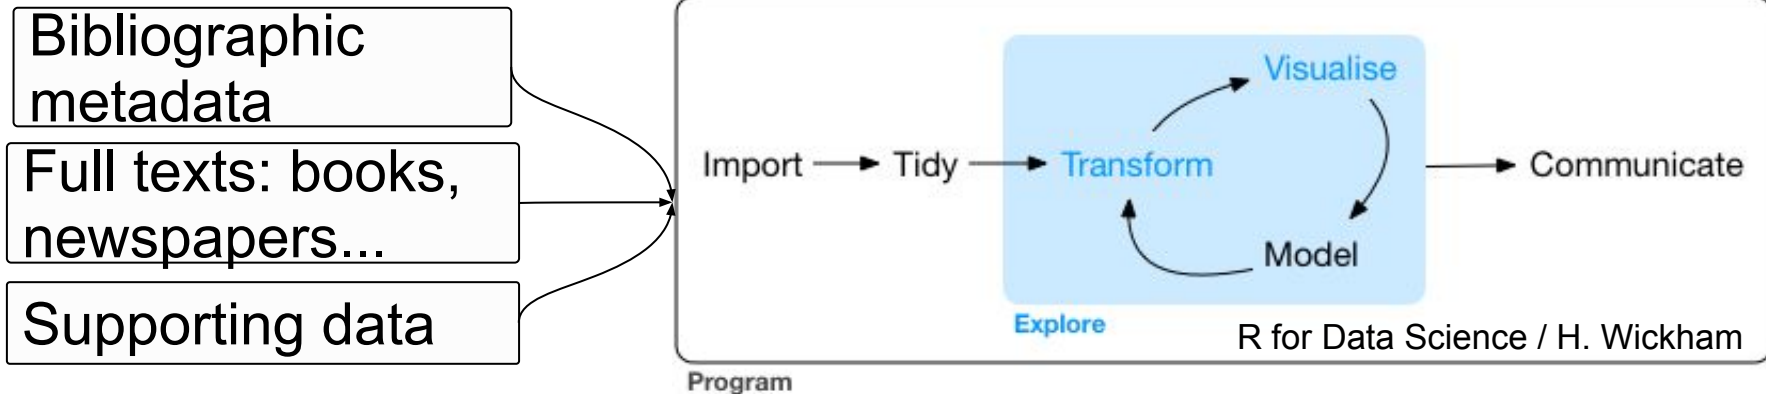 Bibliographic
metadata
Full texts: books,
newspapers...
Supporting data
Import
Tidy
Transform
Visualise
Model
Communicate
Explore
R for Data Science / H. Wickham
Program